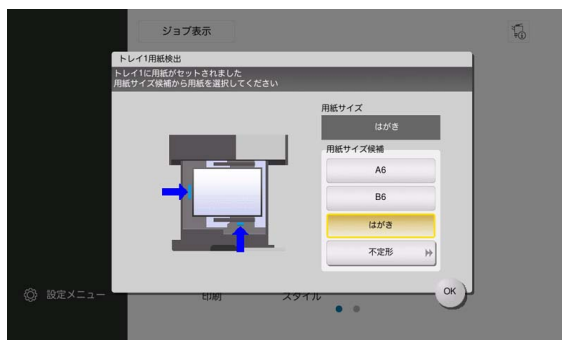 ジョブ表示
トレイ1用紙検出
トレイ1に用紙がセットされました
用紙サイズ候補から用紙を選択してください
用紙サイズ
はがき
用紙サイズ候補
A6
B6
はがき
不定形
OK
設定メニュー
印刷
スタイル